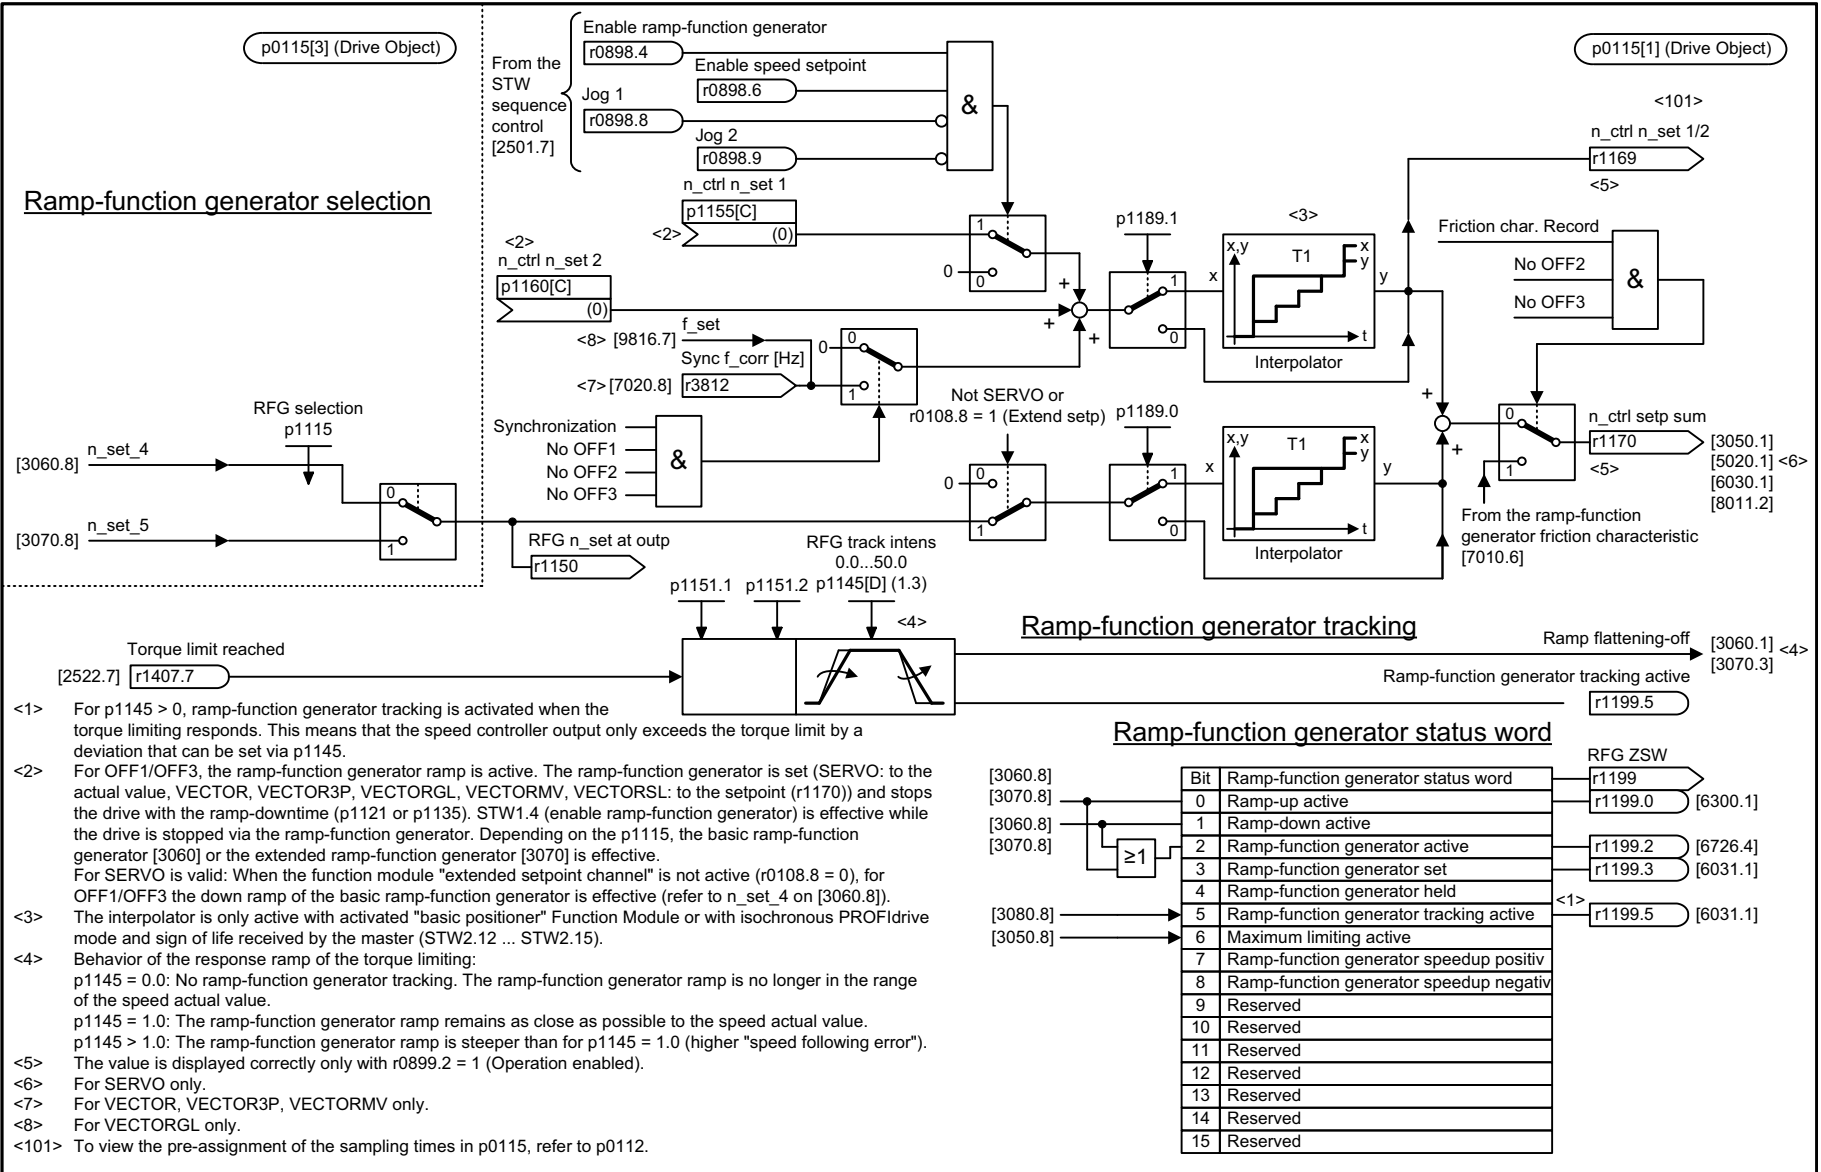 p0115[3] (Drive Object)
From the
STW
sequence
control
[2501.7]
Enable ramp-function generator
r0898.4
Enable speed setpoint
r0898.6
Jog 1
r0898.8
Jog 2
r0898.9
&
p0115[1] (Drive Object)
<101>
n_ctrl n_set 1/2
r1169
<5>
Ramp-function generator selection
n_ctrl n_set 1
p1155[C]
<2>
(0)
<2>
n_ctrl n_set 2
p1160[C]
(0)
1
0
0
+
+
+
p1189.1
1
0
<3>
x
x,y
T1
x
y
t
y
Interpolator
Friction char. Record
No OFF2
No OFF3
&
<8> [9816.7]
f_set
Sync f_corr [Hz]
<7> [7020.8]
r3812
0
0
1
Synchronization
No OFF1
No OFF2
No OFF3
&
Not SERVO or
r0108.8 = 1 (Extend setp)
0
0
1
p1189.0
1
0
x
x,y
T1
x
y
t
y
Interpolator
+
+
0
1
n_ctrl setp sum
r1170
<5>
[3050.1]
[5020.1] <6>
[6030.1]
[8011.2]
From the ramp-function
generator friction characteristic
[7010.6]
RFG selection
p1115
[3060.8]
n_set_4
[3070.8]
n_set_5
0
1
RFG n_set at outp
r1150
p1151.1
p1151.2
RFG track intens
0.0...50.0
p1145[D] (1.3)
<4>
Ramp-function generator tracking
Torque limit reached
[2522.7]
r1407.7
Ramp flattening-off
[3060.1] <4>
[3070.3]
Ramp-function generator tracking active
r1199.5
<1> For p1145 > 0, ramp-function generator tracking is activated when the
torque limiting responds. This means that the speed controller output only exceeds the torque limit by a
deviation that can be set via p1145.
<2> For OFF1/OFF3, the ramp-function generator ramp is active. The ramp-function generator is set (SERVO: to the
actual value, VECTOR, VECTOR3P, VECTORGL, VECTORMV, VECTORSL: to the setpoint (r1170)) and stops
the drive with the ramp-downtime (p1121 or p1135). STW1.4 (enable ramp-function generator) is effective while
the drive is stopped via the ramp-function generator. Depending on the p1115, the basic ramp-function
generator [3060] or the extended ramp-function generator [3070] is effective.
For SERVO is valid: When the function module "extended setpoint channel" is not active (r0108.8 = 0), for
OFF1/OFF3 the down ramp of the basic ramp-function generator is effective (refer to n_set_4 on [3060.8]).
<3> The interpolator is only active with activated "basic positioner" Function Module or with isochronous PROFIdrive
mode and sign of life received by the master (STW2.12 ... STW2.15).
<4> Behavior of the response ramp of the torque limiting:
p1145 = 0.0: No ramp-function generator tracking. The ramp-function generator ramp is no longer in the range
of the speed actual value.
p1145 = 1.0: The ramp-function generator ramp remains as close as possible to the speed actual value.
p1145 > 1.0: The ramp-function generator ramp is steeper than for p1145 = 1.0 (higher "speed following error").
<5> The value is displayed correctly only with r0899.2 = 1 (Operation enabled).
<6> For SERVO only.
<7> For VECTOR, VECTOR3P, VECTORMV only.
<8> For VECTORGL only.
<101> To view the pre-assignment of the sampling times in p0115, refer to p0112.
Ramp-function generator status word
RFG ZSW
Bit Ramp-function generator status word r1199
[3060.8]
[3070.8]
0 Ramp-up active r1199.0 [6300.1]
[3060.8]
[3070.8]
1 Ramp-down active
≥1
2 Ramp-function generator active r1199.2 [6726.4]
3 Ramp-function generator set r1199.3 [6031.1]
4 Ramp-function generator held
<1>
[3080.8] 5 Ramp-function generator tracking active r1199.5 [6031.1]
[3050.8] 6 Maximum limiting active
7 Ramp-function generator speedup positiv
8 Ramp-function generator speedup negativ
9 Reserved
10 Reserved
11 Reserved
12 Reserved
13 Reserved
14 Reserved
15 Reserved